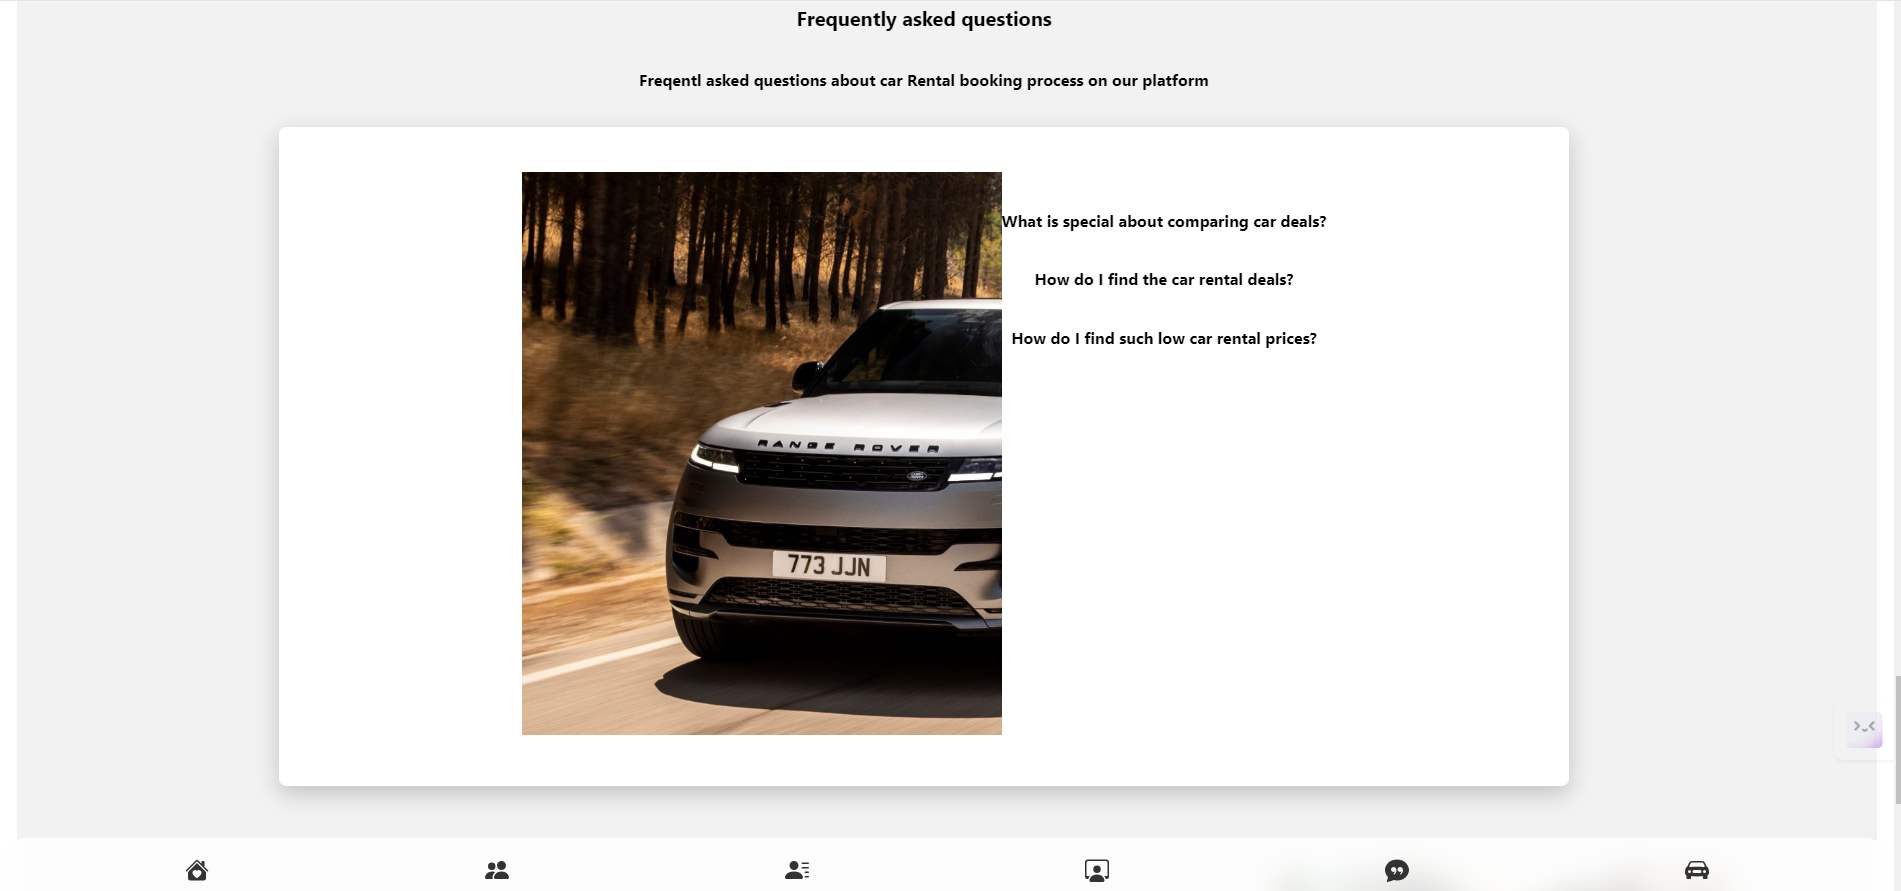 Frequently asked questions
Freqentl asked questions about car Rental booking process on our platform
What is special about comparing car deals?
How do I find the car rental deals?
How do I find such low car rental prices?
RANGE ROVER
773 JJN